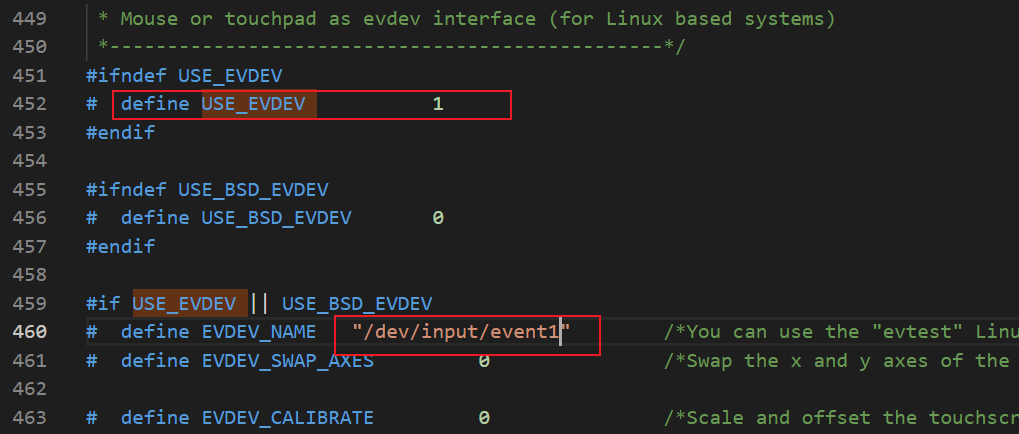 449 * Mouse or touchpad as evdev interface (for Linux based systems)
450 *-----------------------------------------------*/
451 #ifndef USE_EVDEV
452 #  define USE_EVDEV           1
453 #endif
454
455 #ifndef USE_BSD_EVDEV
456 #  define USE_BSD_EVDEV       0
457 #endif
458
459 #if USE_EVDEV || USE_BSD_EVDEV
460 #  define EVDEV_NAME   "/dev/input/event1"        /*You can use the "evtest" Linu
461 #  define EVDEV_SWAP_AXES         0               /*Swap the x and y axes of the
462
463 #  define EVDEV_CALIBRATE         0               /*Scale and offset the touchscr